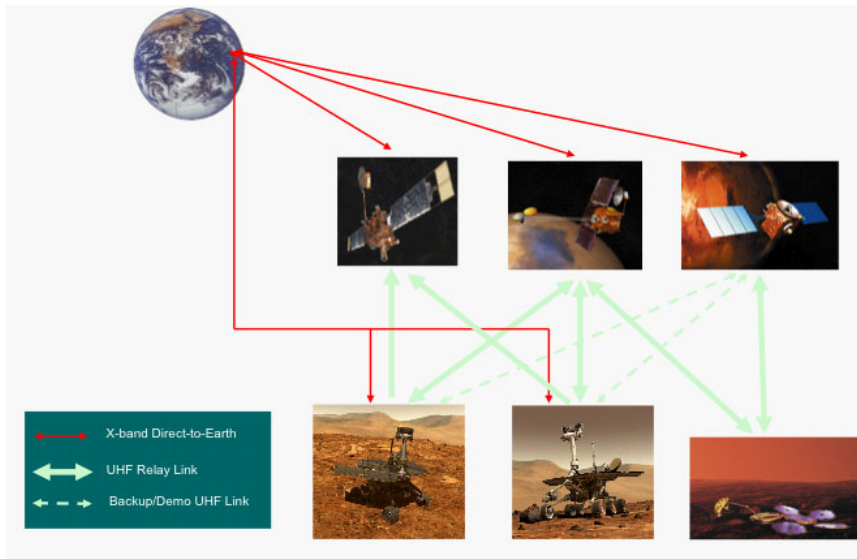 X-band Direct-to-Earth
UHF Relay Link
Backup/Demo UHF Link